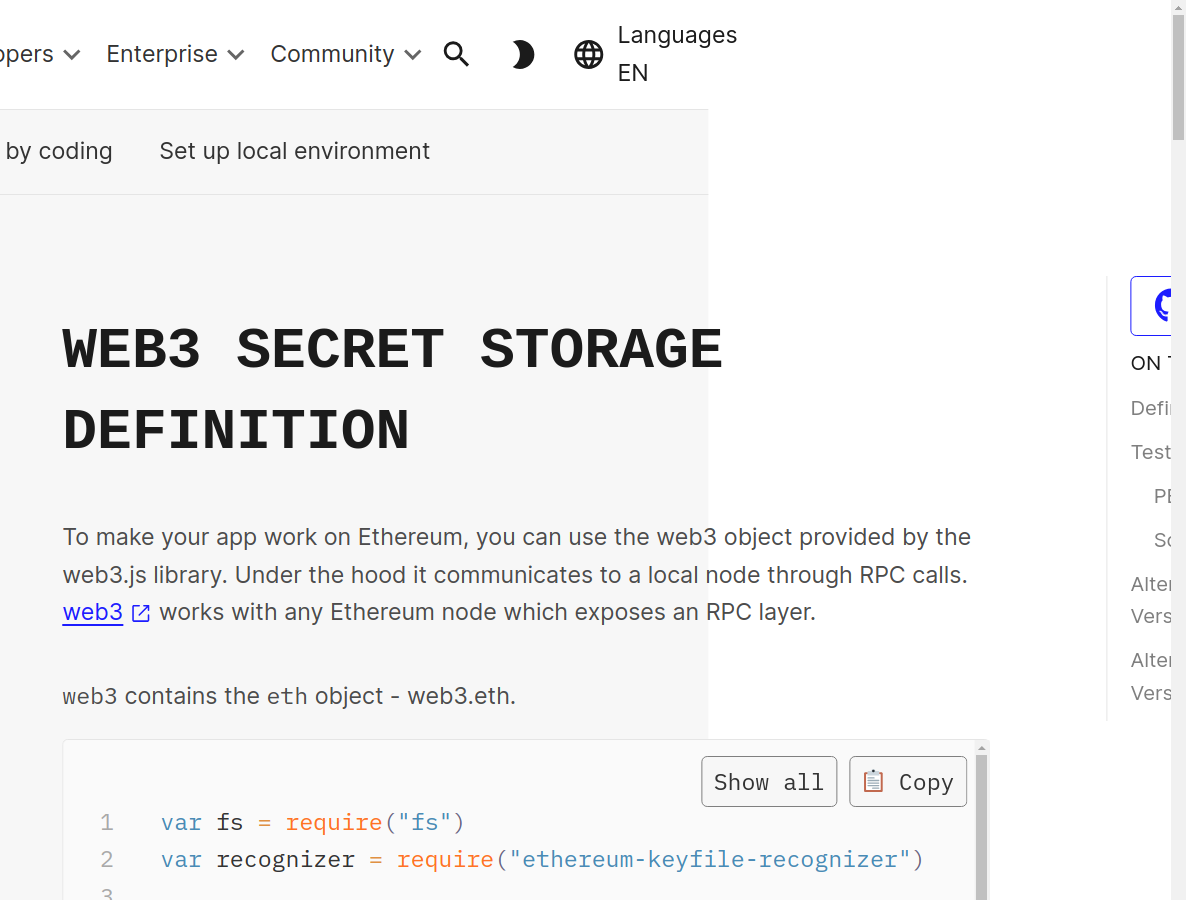 opers Enterprise Community Languages
EN
by coding Set up local environment
WEB3 SECRET STORAGE
DEFINITION
ON
Defi
Test
To make your app work on Ethereum, you can use the web3 object provided by the
web3.js library. Under the hood it communicates to a local node through RPC calls.
web3 works with any Ethereum node which exposes an RPC layer.
Alter
Vers
Alter
Vers
web3 contains the eth object - web3.eth.
Show all Copy
1 var fs = require("fs")
2 var recognizer = require("ethereum-keyfile-recognizer")
3